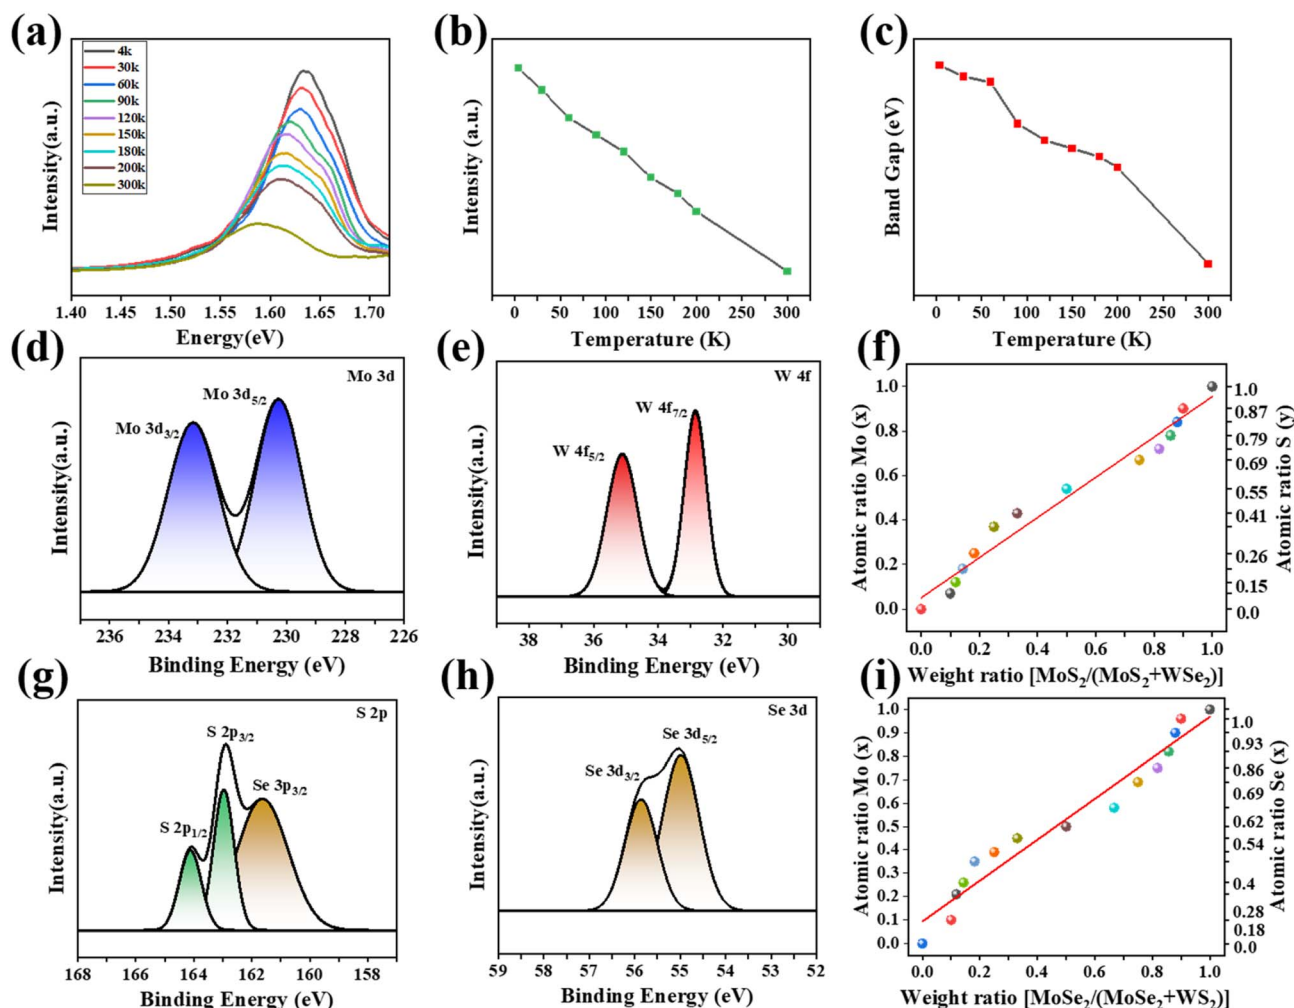 (a)
4k
30k
60k
90k
120k
150k
180k
200k
300k
Intensity(a.u.)
1.40 1.45 1.50 1.55 1.60 1.65 1.70
Energy(eV)
(b)
Intensity (a.u.)
0 50 100 150 200 250 300
Temperature (K)
(c)
Band Gap (eV)
0 50 100 150 200 250 300
Temperature (K)
(d)
Mo 3d
Mo 3d5/2
Mo 3d3/2
Intensity(a.u.)
236 234 232 230 228 226
Binding Energy (eV)
(e)
W 4f
W 4f7/2
W 4f5/2
Intensity(a.u.)
38 36 34 32 30
Binding Energy (eV)
(f)
Atomic ratio Mo (x)
1.0
0.8
0.6
0.4
0.2
0.0
1.0
0.87
0.79
0.69
0.55
0.41
0.26
0.15
0.0
Atomic ratio S (y)
0.0 0.2 0.4 0.6 0.8 1.0
Weight ratio [MoS2/(MoS2+WSe2)]
(g)
S 2p
S 2p3/2
Se 3p3/2
S 2p1/2
Intensity(a.u.)
168 166 164 162 160 158
Binding Energy (eV)
(h)
Se 3d
Se 3d5/2
Se 3d3/2
Intensity(a.u.)
59 58 57 56 55 54 53 52
Binding Energy (eV)
(i)
Atomic ratio Mo (x)
1.0
0.9
0.8
0.7
0.6
0.5
0.4
0.3
0.2
0.1
0.0
1.0
0.93
0.86
0.78
0.62
0.56
0.4
0.28
0.18
0.0
Atomic ratio Se (x)
0.0 0.2 0.4 0.6 0.8 1.0
Weight ratio [MoSe2/(MoSe2+WS2)]